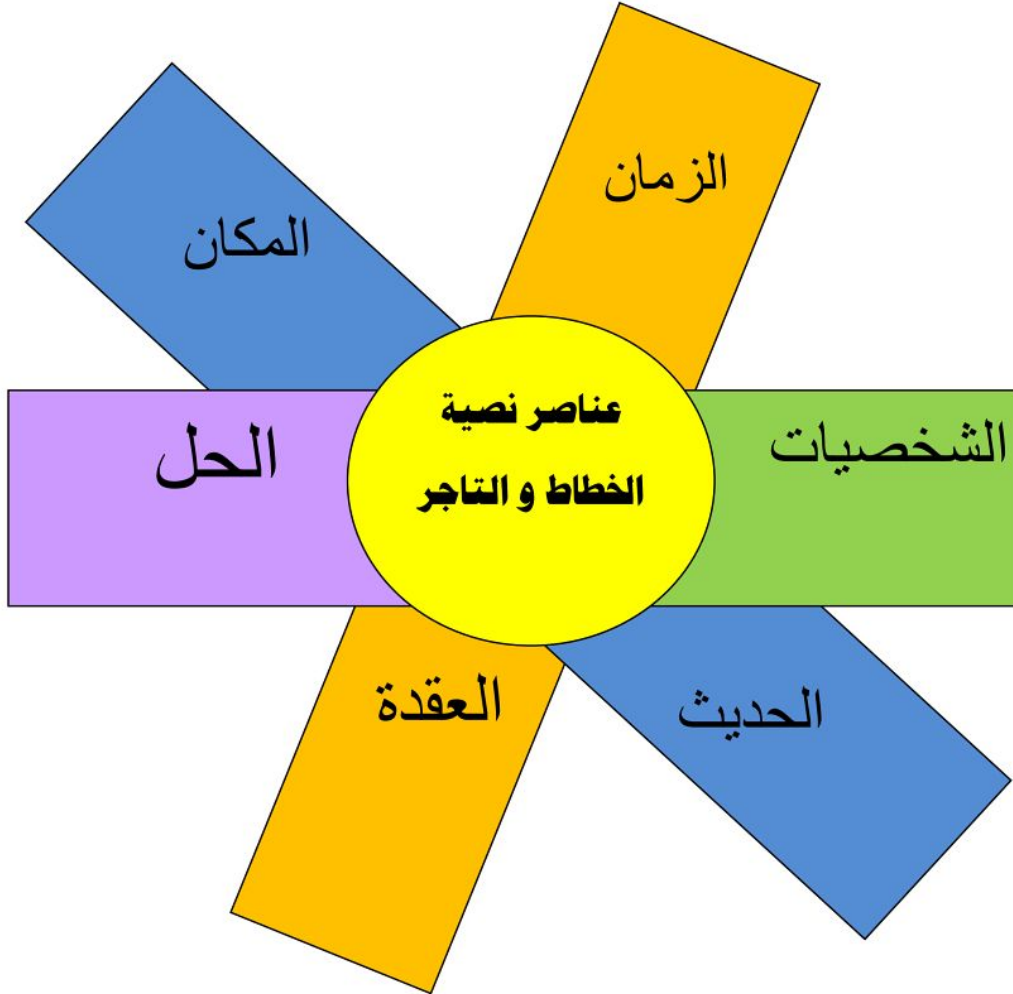 الزمان
المكان
عناصر نصية
الخطاط و التاجر
الشخصيات
الحل
العقدة
الحديث